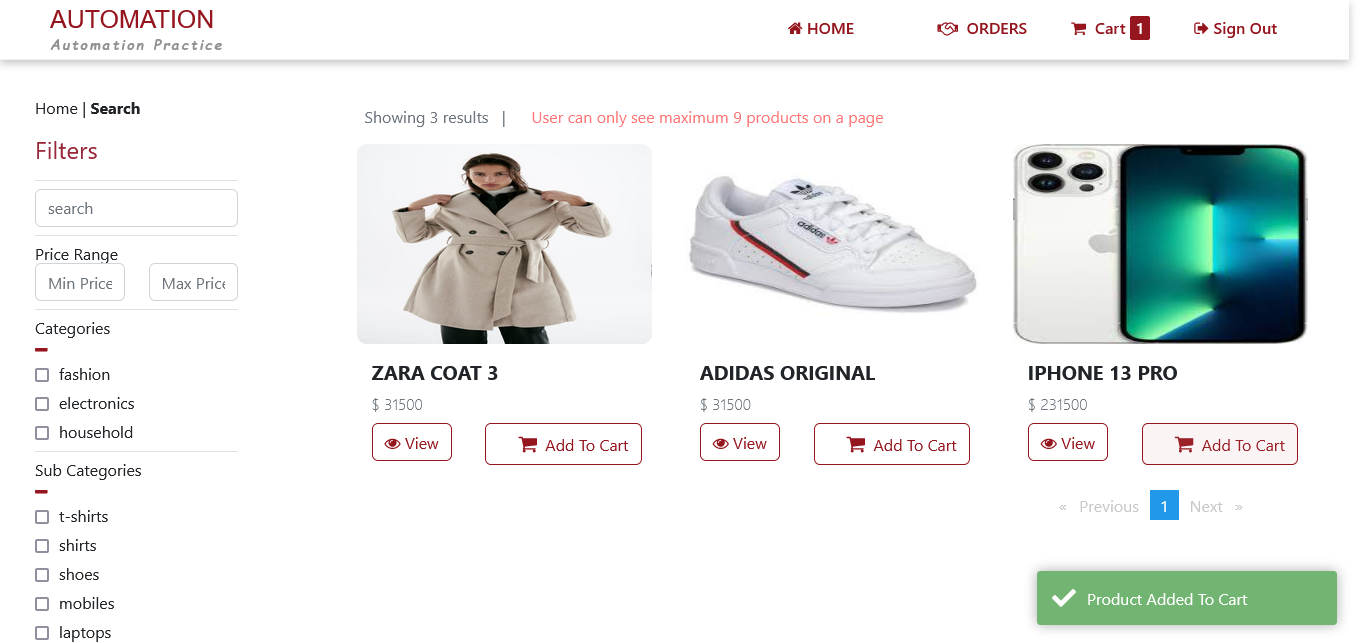 AUTOMATION
Automation Practice
HOME
ORDERS
Cart 1
Sign Out
Home | Search
Showing 3 results |
User can only see maximum 9 products on a page
Filters
search
Price Range
Min Price
Max Price
Categories
fashion
electronics
household
Sub Categories
t-shirts
shirts
shoes
mobiles
laptops
adidas
ZARA COAT 3
$ 31500
View
Add To Cart
ADIDAS ORIGINAL
$ 31500
View
Add To Cart
IPHONE 13 PRO
$ 231500
View
Add To Cart
« Previous 1 Next »
Product Added To Cart